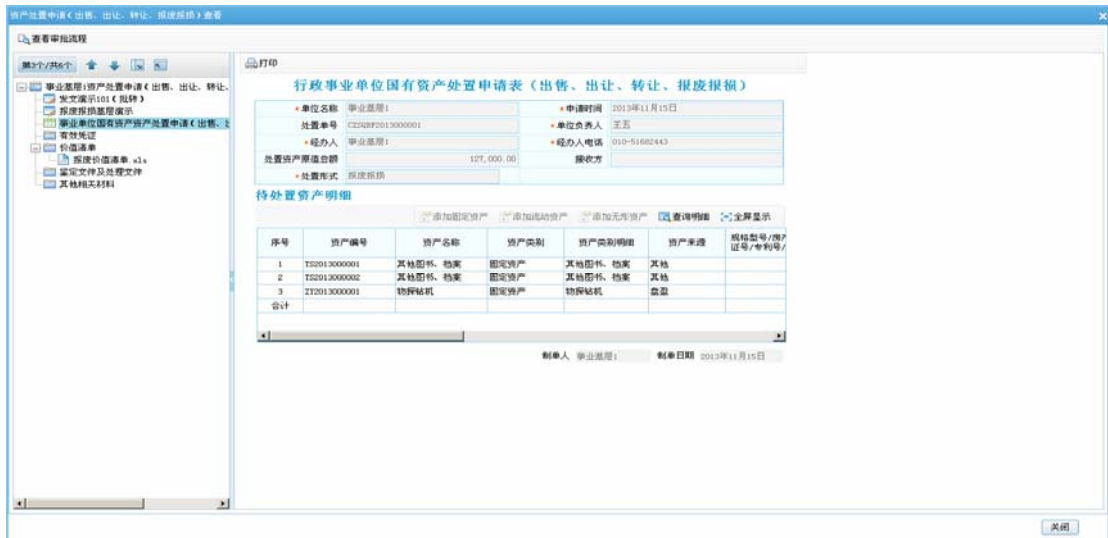 资产处置申请(出售、出让、转让、报废报损)查看
查看审批流程
第3个/共6个
打印
事业基层1资产处置申请(出售、出让、转让、
发文演示101(批转)
报废报损基层演示
事业单位国有资产资产处置申请(出售、出
有效凭证
价值清单
报废价值清单.xls
鉴定文件及处理文件
其他相关材料
行政事业单位国有资产处置申请表(出售、出让、转让、报废报损)
*单位名称 事业基层1 *申请时间 2013年11月15日
处置单号 CZSQBF2013000001 *单位负责人 王五
*经办人 事业基层1 *经办人电话 010-51682443
处置资产原值总额 127,000.00 接收方
*处置形式 报废报损
待处置资产明细
添加固定资产 添加流动资产 添加无形资产 查询明细 全屏显示
序号 资产编号 资产名称 资产类别 资产类别明细 资产来源 规格型号/房产证号/专利号/
1 TS2013000001 其他图书、档案 固定资产 其他图书、档案 其他
2 TS2013000002 其他图书、档案 固定资产 其他图书、档案 其他
3 ZY2013000001 物探钻机 固定资产 物探钻机 盘盈
合计
制单人 事业基层1 制单日期 2013年11月15日
关闭